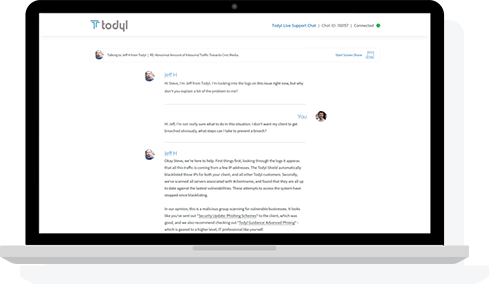 todyl
Todyl Live Support Chat | Chat ID: 56057 | Connected
Talking to: Jeff H from Todyl | RE: Abnormal Amount of Inbound Traffic Towards Civic Media.
Start Screen Share
Jeff H
Hi Steve, I'm Jeff from Todyl. I'm looking into the logs on this issue right now, but why
don't you explain a bit of the problem to me?
You
Hi, Jeff, I'm not really sure what to do in this situation. I don't want my client to get
breached obviously, what steps can I take to prevent a breach?
Jeff H
Okay Steve, we're here to help. First things first, looking through the logs it appears
that all this traffic is coming from a few IP addresses. The Todyl Shield automatically
blacklisted those IPs for both your client, and all other Todyl customers. Secondly,
we've scanned all servers associated with and found that they are all up
to date against the latest vulnerabilities. These attempts to access the system have
stopped since blacklisting.
In our opinion, this is a malicious group scanning for vulnerable businesses. It looks
like you've sent out "Security Update: Phishing Schemes" to the client, which was
good, and we also recommend checking out "Todyl Guidance: Advanced Phishing" -
which is geared to a higher level, IT professional like yourself.